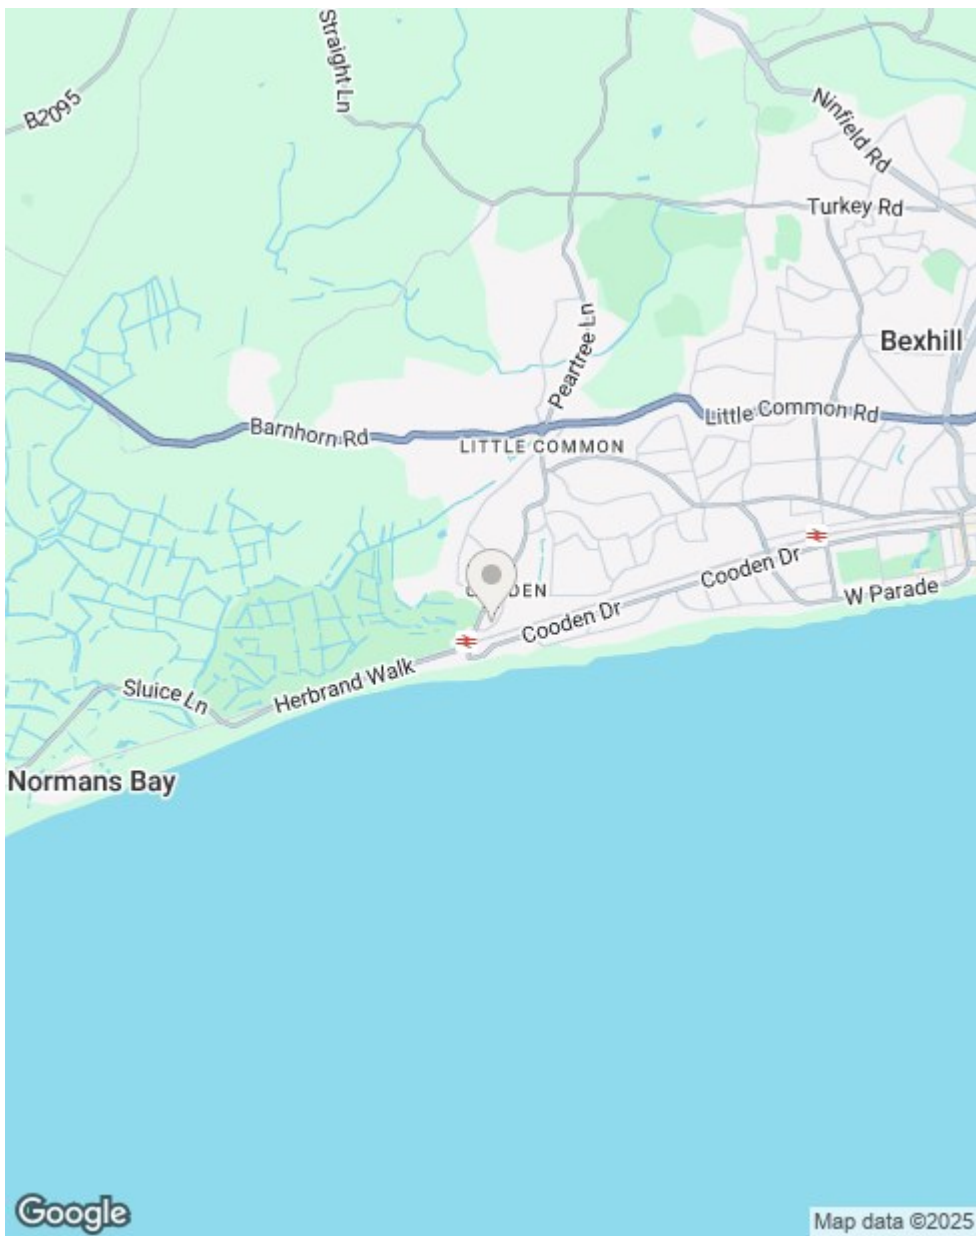 Straight Ln
B2095
Ninfield Rd
Turkey Rd
Peartree Ln
Bexhill
Little Common Rd
Barnhorn Rd
LITTLE COMMON
Cooden Dr
W Parade
Cooden Dr
Herbrand Walk
Sluice Ln
Normans Bay
Google
Map data ©2025